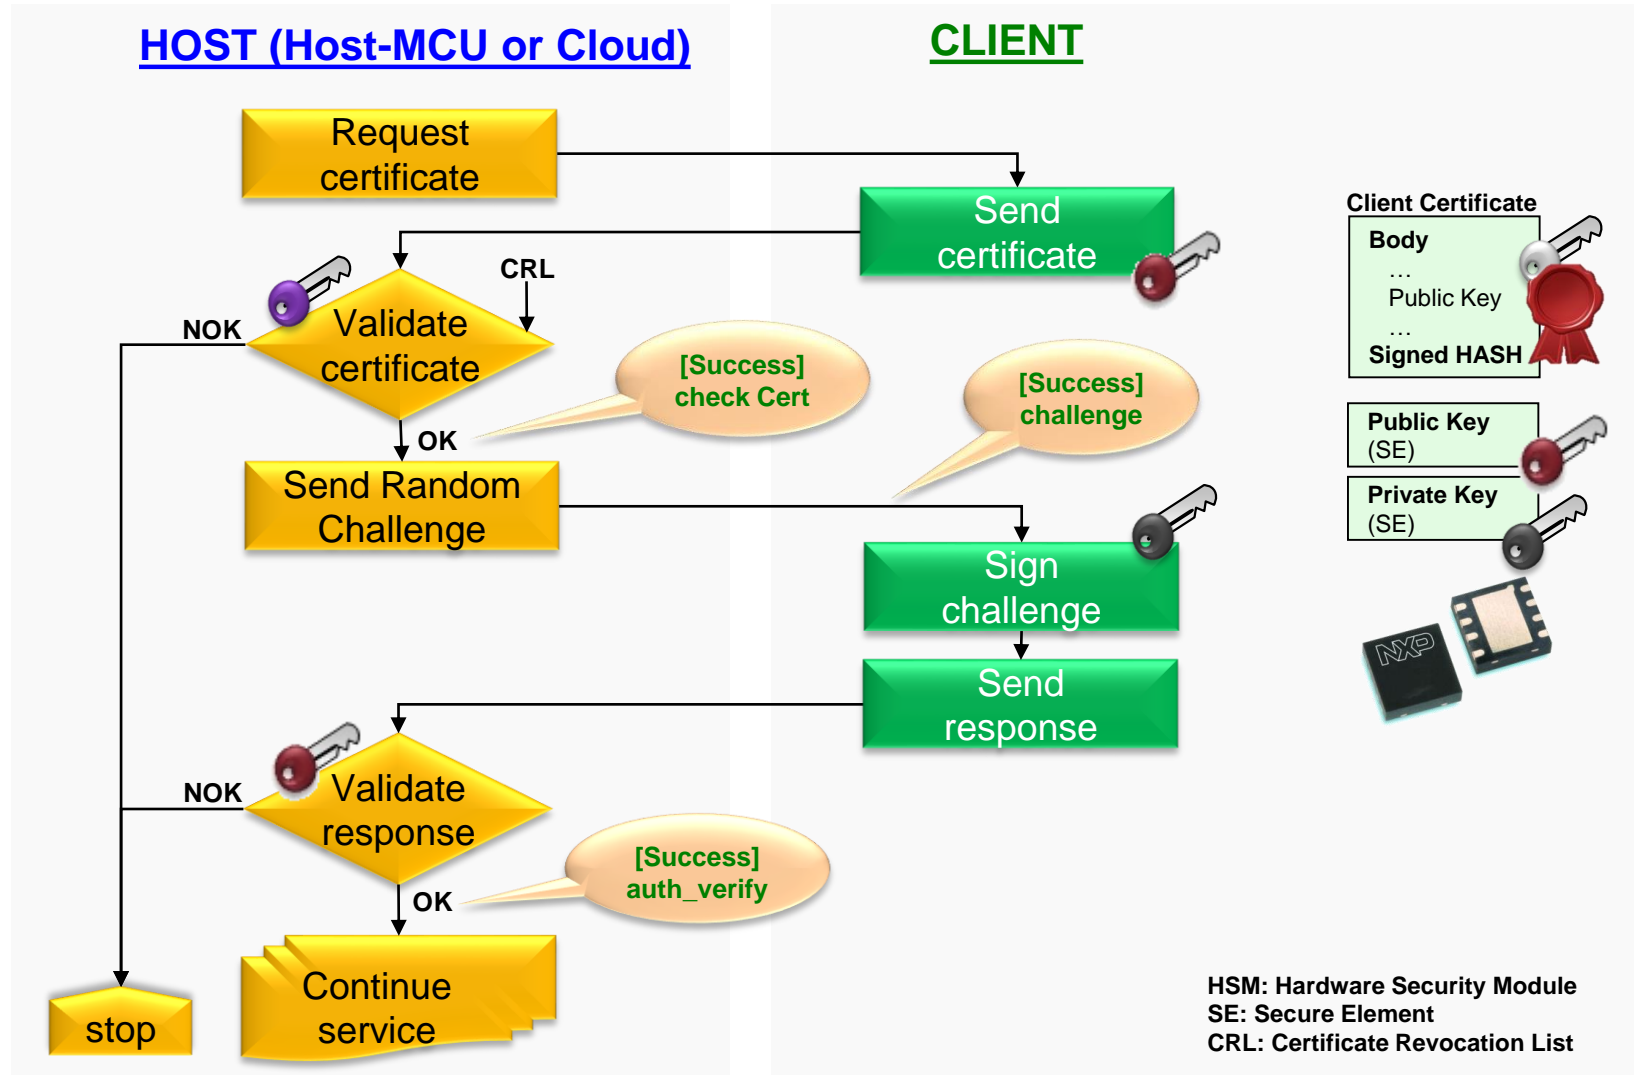 HOST (Host-MCU or Cloud)
CLIENT
Request
certificate
Send
certificate
Client Certificate
Body
…
Public Key
…
Signed HASH
CRL
NOK
Validate
certificate
[Success]
check Cert
[Success]
challenge
OK
Public Key
(SE)
Send Random
Challenge
Private Key
(SE)
Sign
challenge
NXP
Send
response
NOK
Validate
response
[Success]
auth_verify
OK
Continue
service
stop
HSM: Hardware Security Module
SE: Secure Element
CRL: Certificate Revocation List